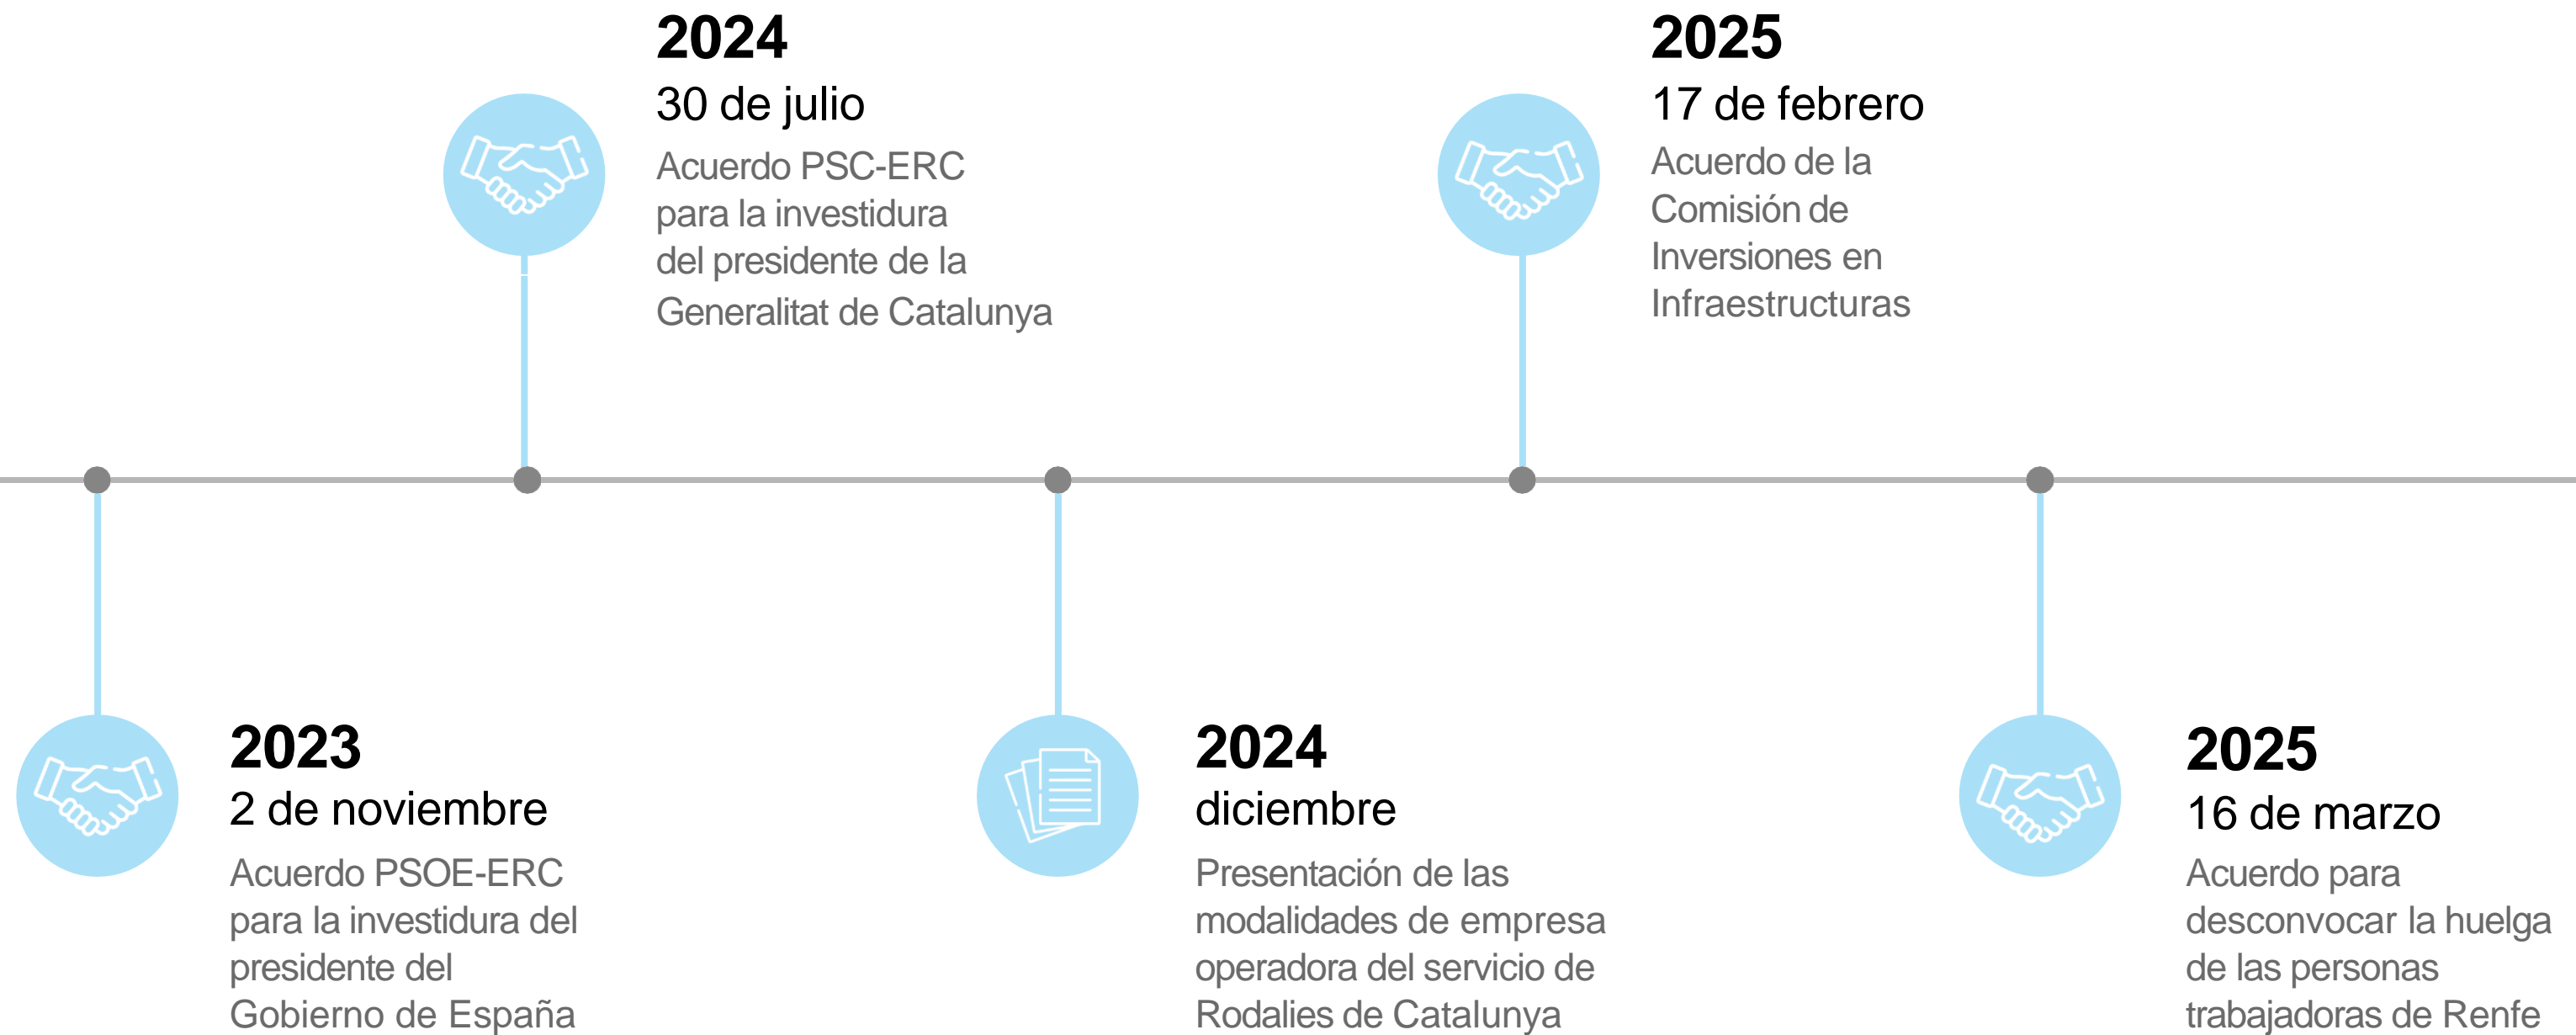 2024
30 de julio
Acuerdo PSC-ERC
para la investidura
del presidente de la
Generalitat de Catalunya
2025
17 de febrero
Acuerdo de la
Comisión de
Inversiones en
Infraestructuras
2023
2 de noviembre
Acuerdo PSOE-ERC
para la investidura del
presidente del
Gobierno de España
2024
diciembre
Presentación de las
modalidades de empresa
operadora del servicio de
Rodalies de Catalunya
2025
16 de marzo
Acuerdo para
desconvocar la huelga
de las personas
trabajadoras de Renfe